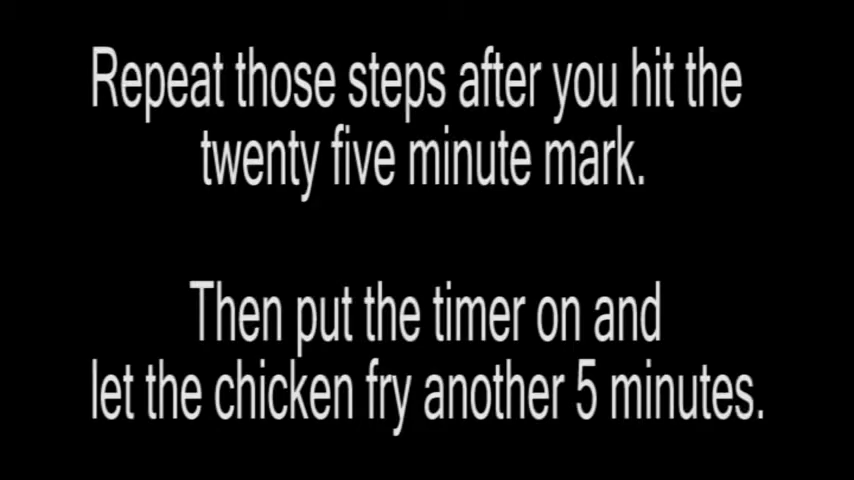 Repeat those steps after you hit the
twenty five minute mark.
Then put the timer on and
let the chicken fry another 5 minutes.